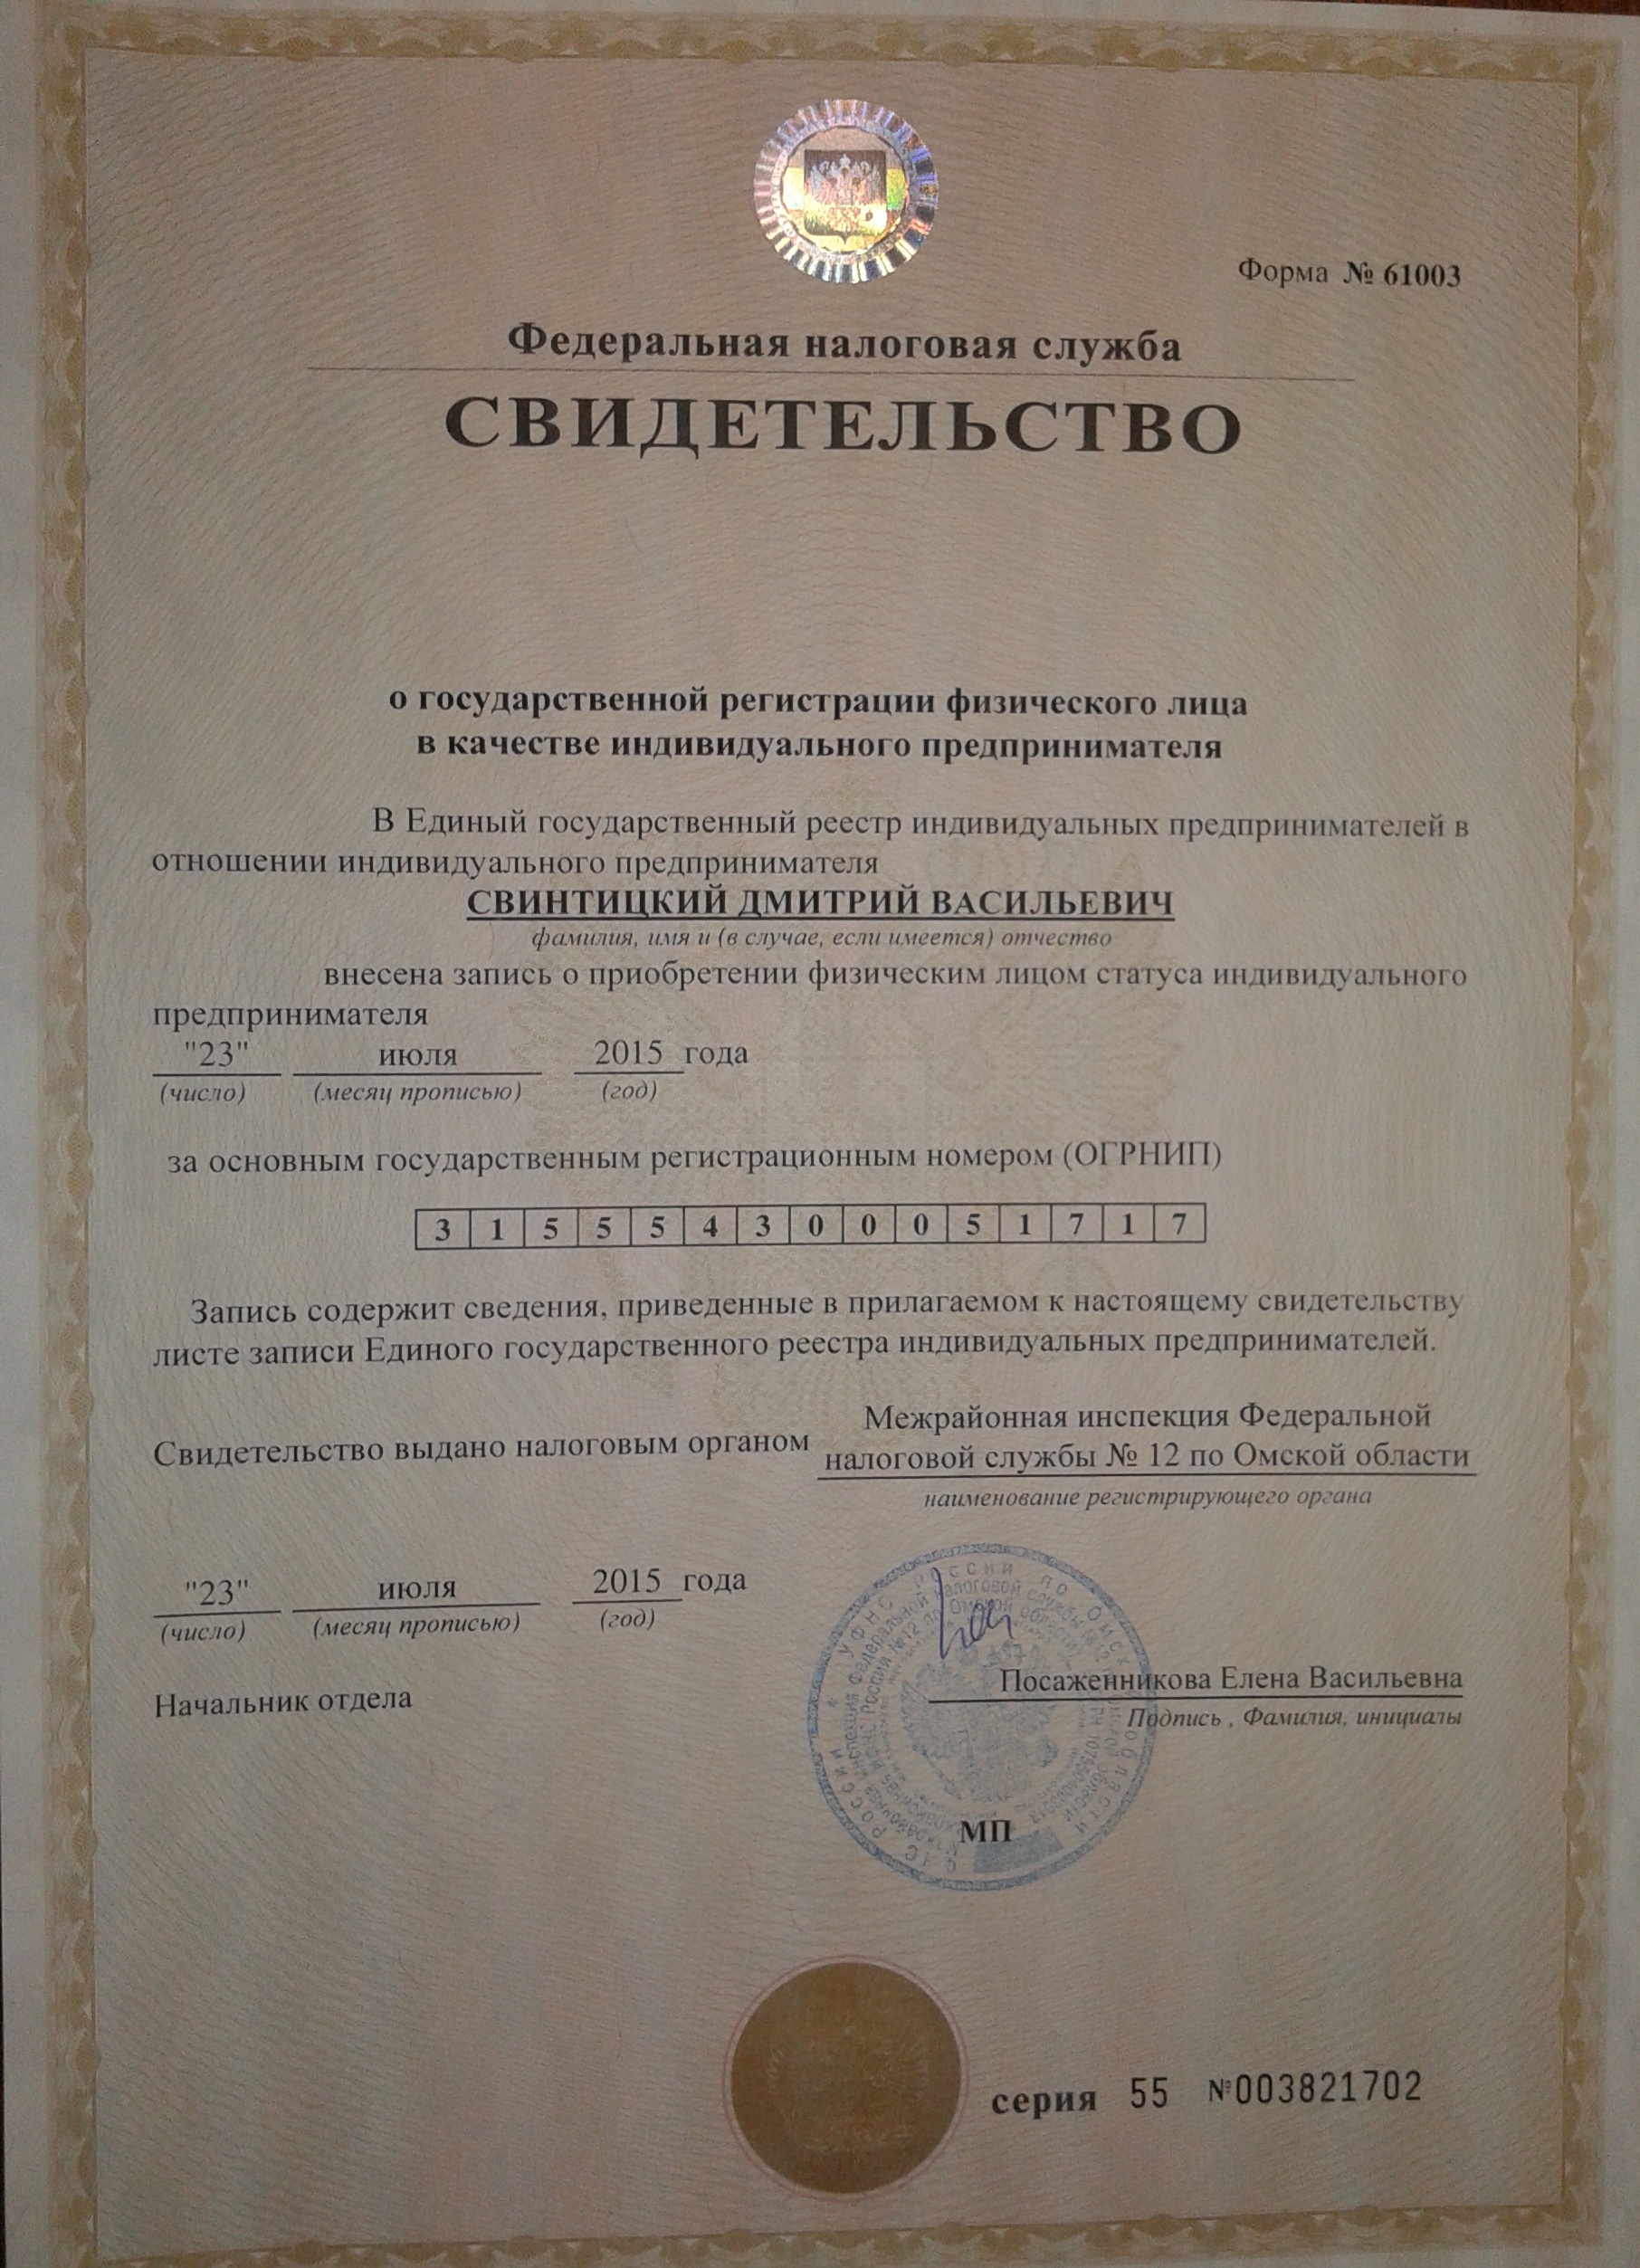 Форма № 61003
Федеральная налоговая служба
СВИДЕТЕЛЬСТВО
о государственной регистрации физического лица
в качестве индивидуального предпринимателя
В Единый государственный реестр индивидуальных предпринимателей в
отношении индивидуального предпринимателя
СВИНТИЦКИЙ ДМИТРИЙ ВАСИЛЬЕВИЧ
фамилия, имя и (в случае, если имеется) отчество
внесена запись о приобретении физическим лицом статуса индивидуального
предпринимателя
"23" июля 2015 года
(число) (месяц прописью) (год)
за основным государственным регистрационным номером (ОГРНИП)
3 1 5 5 5 4 3 0 0 0 5 1 7 1 7
Запись содержит сведения, приведенные в прилагаемом к настоящему свидетельству
листе записи Единого государственного реестра индивидуальных предпринимателей.
Свидетельство выдано налоговым органом
Межрайонная инспекция Федеральной
налоговой службы № 12 по Омской области
наименование регистрирующего органа
"23" июля 2015 года
(число) (месяц прописью) (год)
Начальник отдела
Посаженникова Елена Васильевна
Подпись , Фамилия, инициалы
МП
серия 55 №003821702